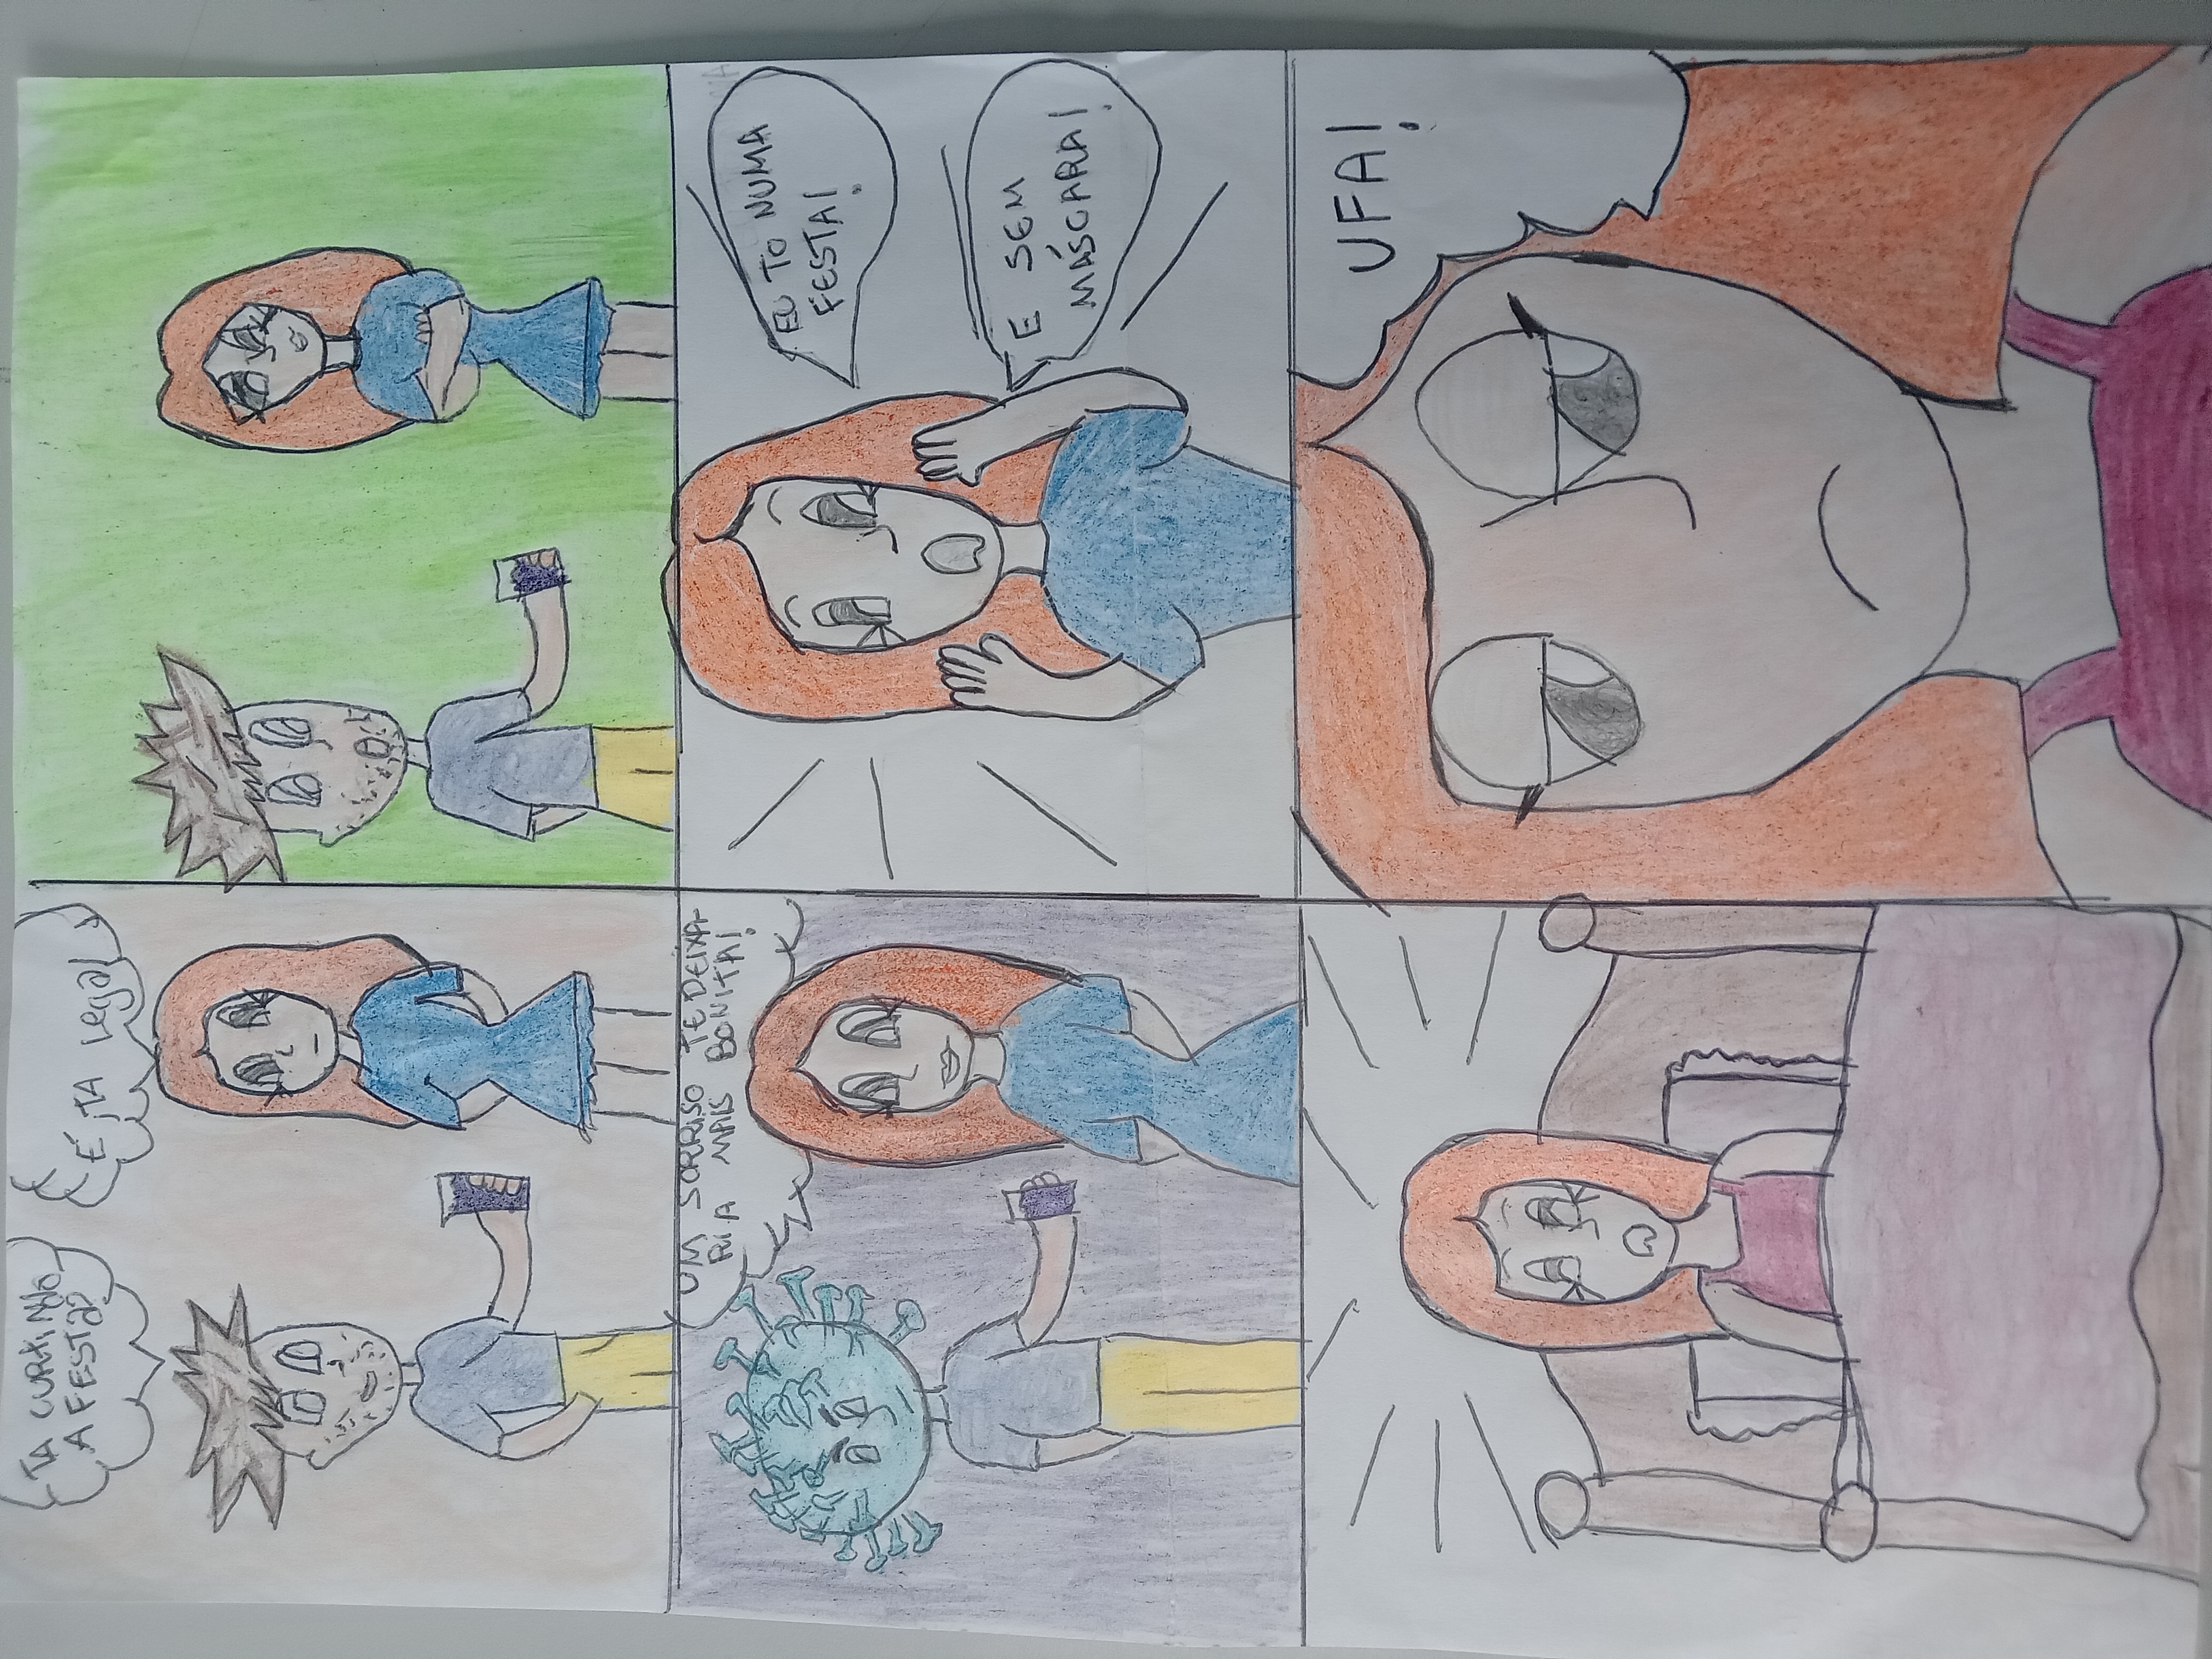 TA CURTINDO
A FESTA?
É, TA Legal
UM SORRISO TE DEIXA-
RIA MAIS BONITA!
EU TO NUMA
FESTA!
E SEM
MÁSCARA!
UFA!